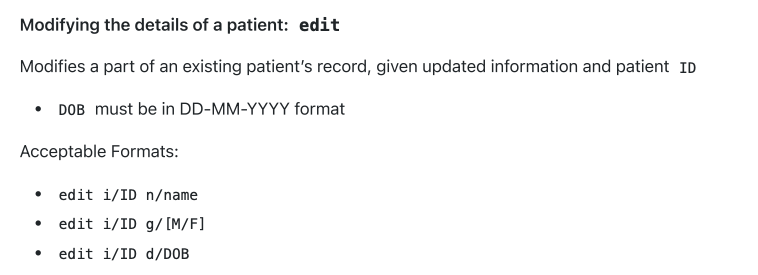 Modifying the details of a patient: edit
Modifies a part of an existing patient's record, given updated information and patient ID
• DOB must be in DD-MM-YYYY format
Acceptable Formats:
• edit i/ID n/name
• edit i/ID g/[M/F]
• edit i/ID d/DOB